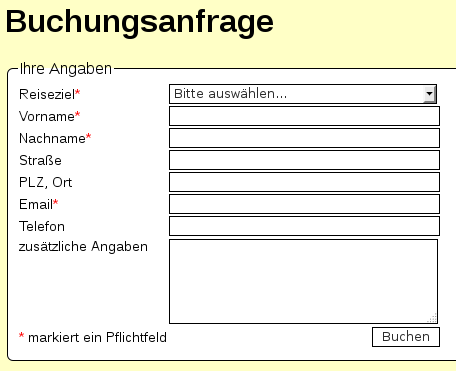 Buchungsanfrage
Ihre Angaben
Reiseziel* Bitte auswählen...
Vorname*
Nachname*
Straße
PLZ, Ort
Email*
Telefon
zusätzliche Angaben
* markiert ein Pflichtfeld Buchen